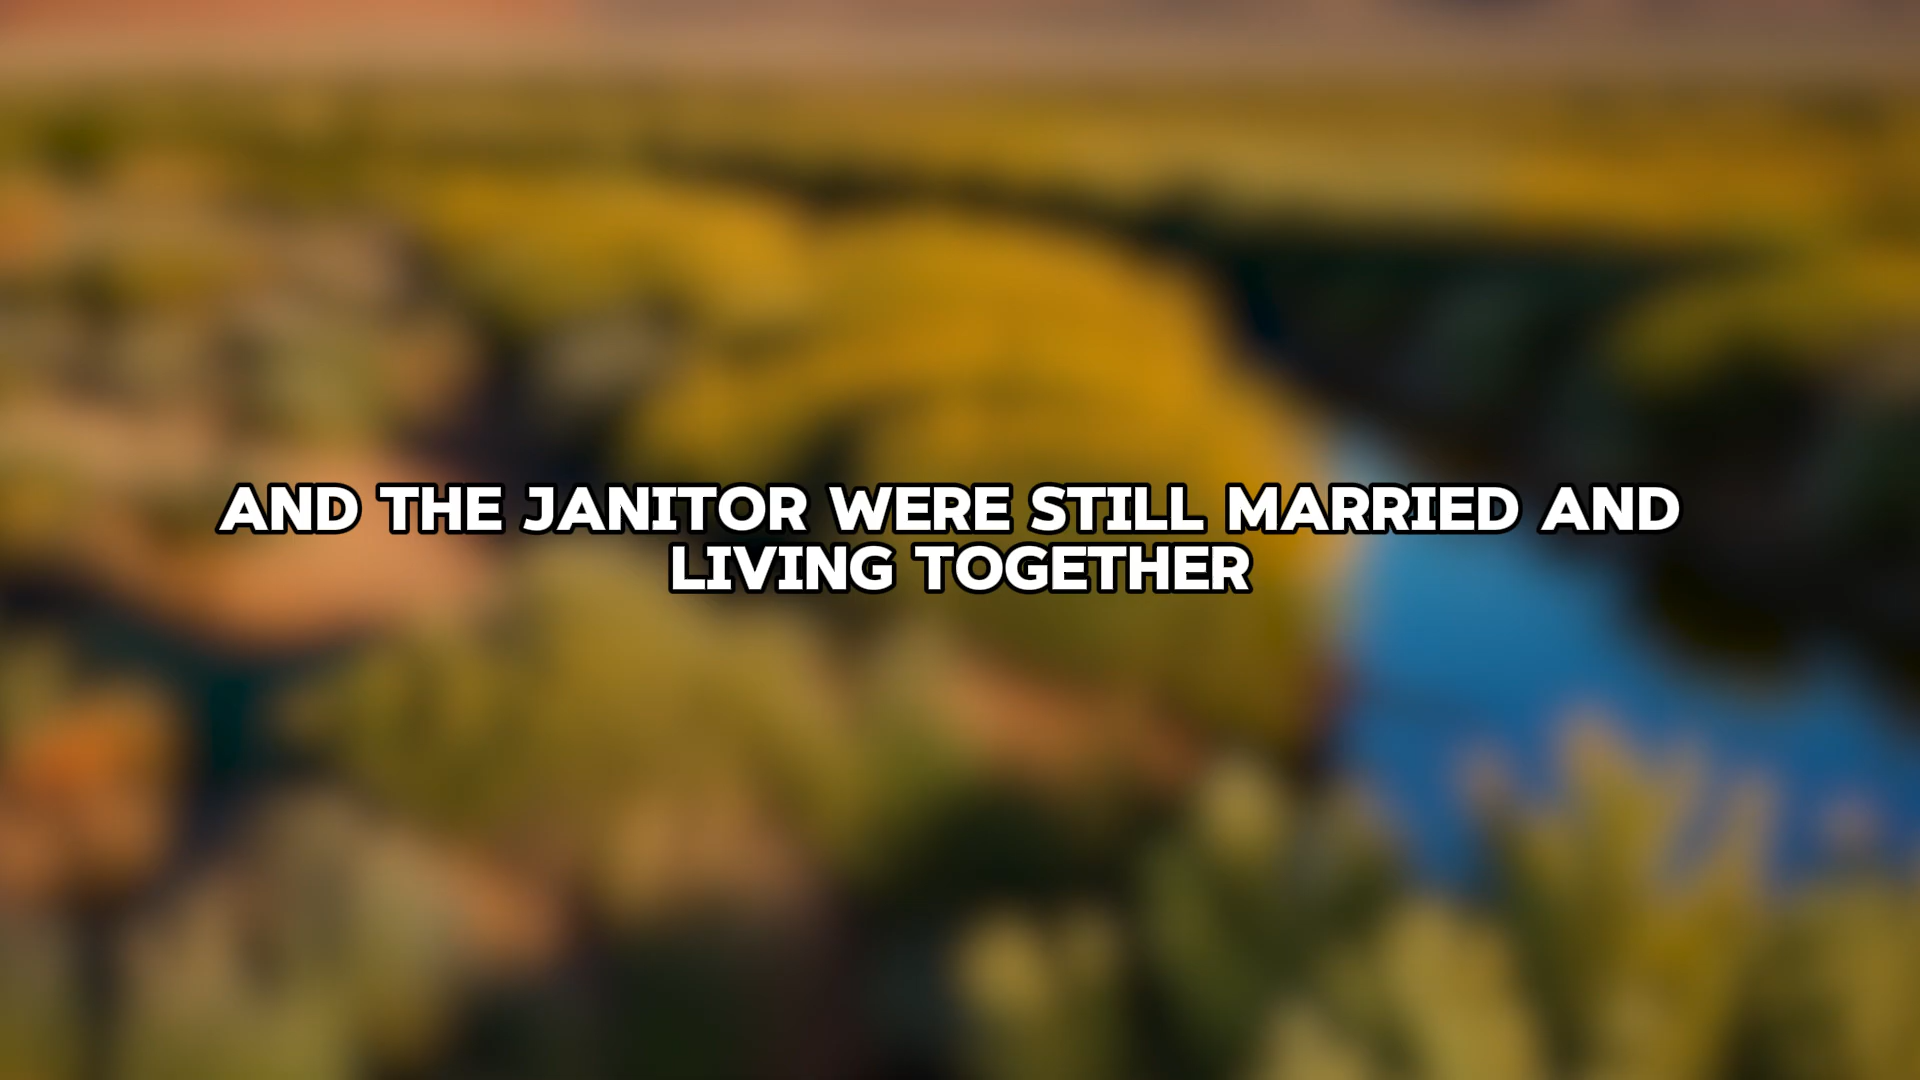 AND THE JANITOR WERE STILL MARRIED AND
LIVING TOGETHER